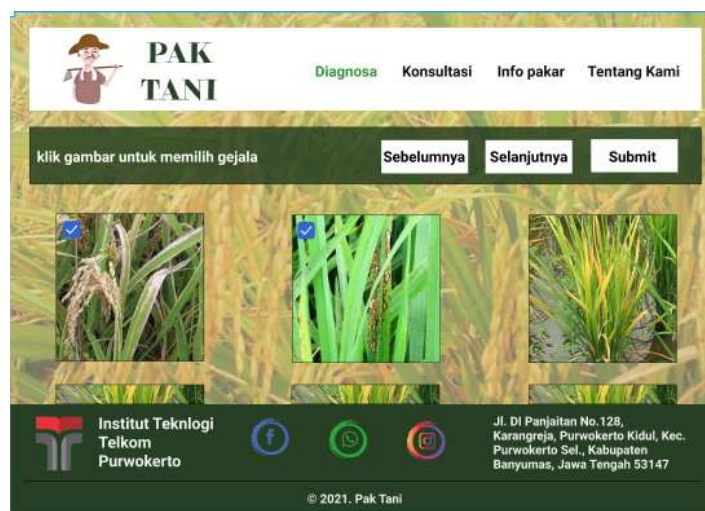 PAK
TANI
Diagnosa Konsultasi Info pakar Tentang Kami
klik gambar untuk memilih gejala
Sebelumnya Selanjutnya Submit
Institut Teknlogi
Telkom
Purwokerto
Jl. DI Panjaitan No.128,
Karangreja, Purwokerto Kidul, Kec.
Purwokerto Sel., Kabupaten
Banyumas, Jawa Tengah 53147
© 2021. Pak Tani